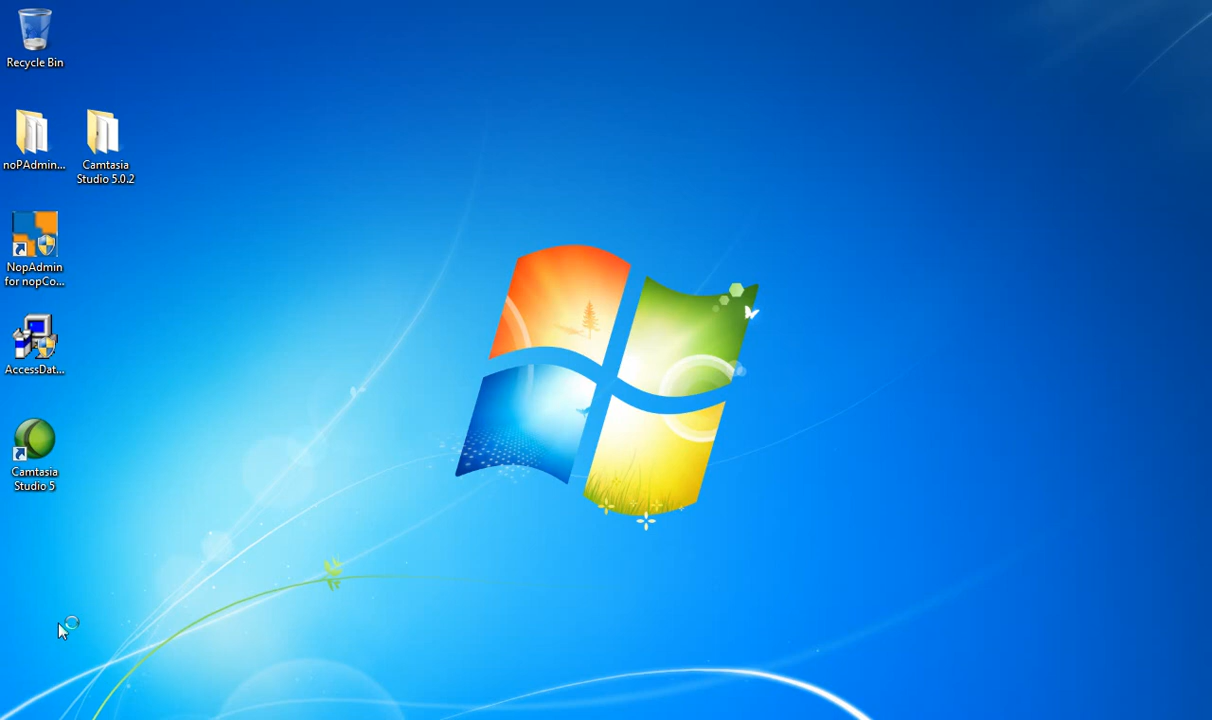 Recycle Bin
noPAdmin...
Camtasia
Studio 5.0.2
NopAdmin
for nopCo...
AccessDat...
Camtasia
Studio 5